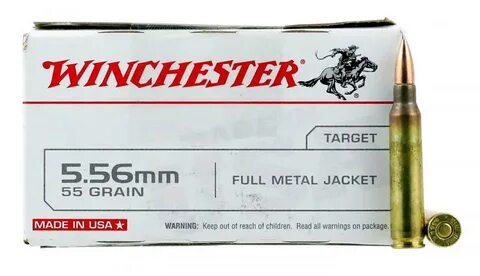 WINCHESTER
TARGET
5.56mm
55 GRAIN
FULL METAL JACKET
MADE IN USA
WARNING: Keep out of reach of children. Read all warnings on package.